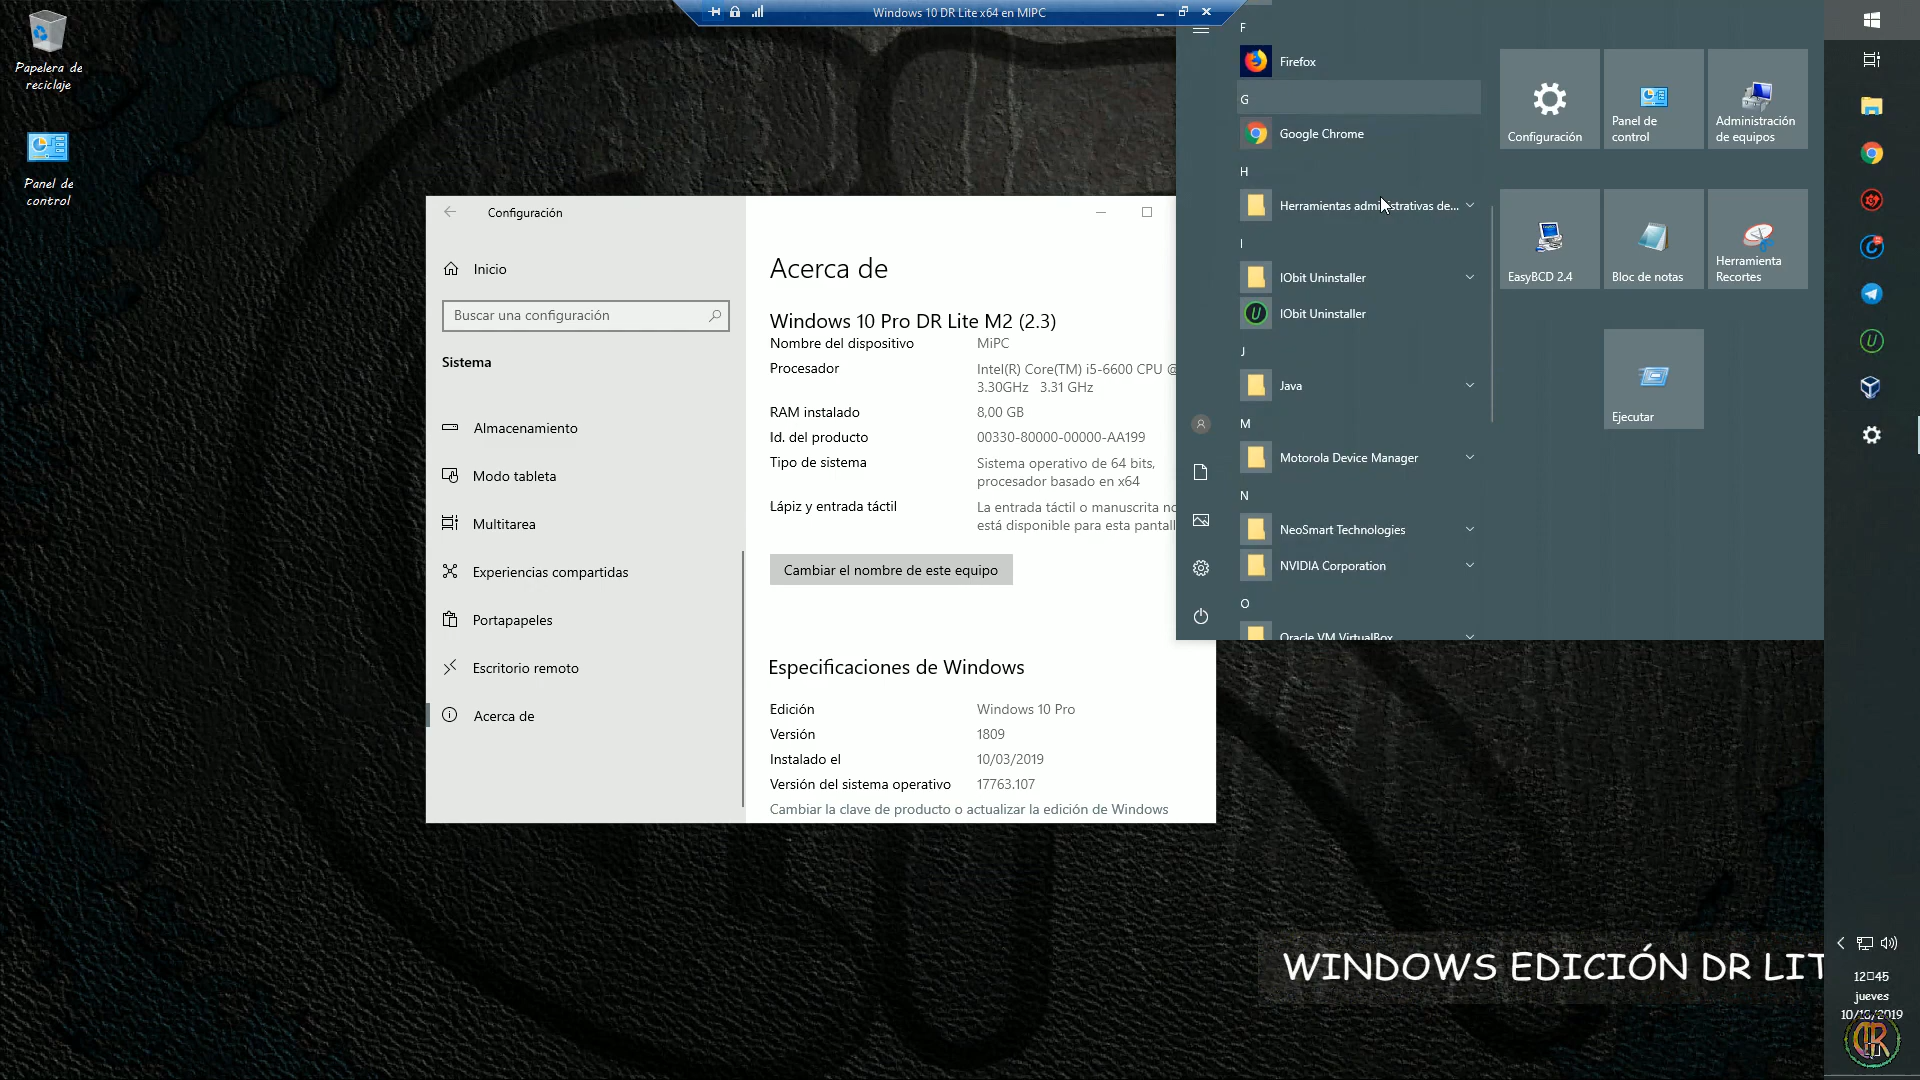 Papelera de
reciclaje
Panel de
control
Windows 10 DR Lite x64 en MIPC
Configuración
Inicio
Buscar una configuración
Sistema
Almacenamiento
Modo tableta
Multitarea
Experiencias compartidas
Portapapeles
Escritorio remoto
Acerca de
Acerca de
Windows 10 Pro DR Lite M2 (2.3)
Nombre del dispositivo MiPC
Procesador Intel(R) Core(TM) i5-6600 CPU @
3.30GHz 3.31 GHz
RAM instalado 8,00 GB
Id. del producto 00330-80000-00000-AA199
Tipo de sistema Sistema operativo de 64 bits,
procesador basado en x64
Lápiz y entrada táctil La entrada táctil o manuscrita no
está disponible para esta pantall
Cambiar el nombre de este equipo
Especificaciones de Windows
Edición Windows 10 Pro
Versión 1809
Instalado el 10/03/2019
Versión del sistema operativo 17763.107
Cambiar la clave de producto o actualizar la edición de Windows
F
Firefox
G
Google Chrome
H
Herramientas administrativas de...
I
IObit Uninstaller
IObit Uninstaller
J
Java
M
Motorola Device Manager
N
NeoSmart Technologies
NVIDIA Corporation
O
Oracle VM VirtualBox
Configuración
Panel de
control
Administración
de equipos
EasyBCD 2.4
Bloc de notas
Herramienta
Recortes
Ejecutar
WINDOWS EDICIÓN DR LIT
12□45
jueves